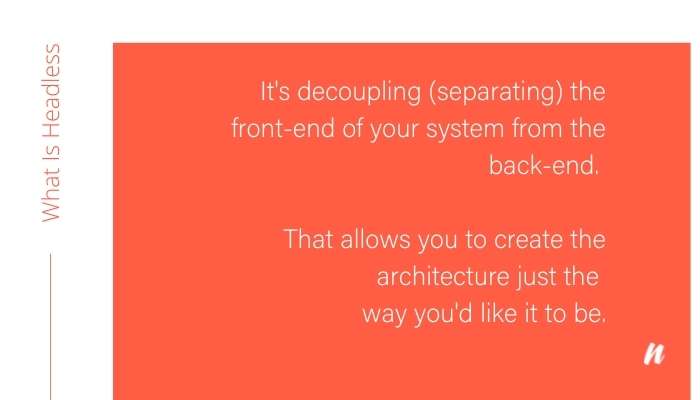 What Is Headless
It's decoupling (separating) the
front-end of your system from the
back-end.
That allows you to create the
architecture just the
way you'd like it to be.
n